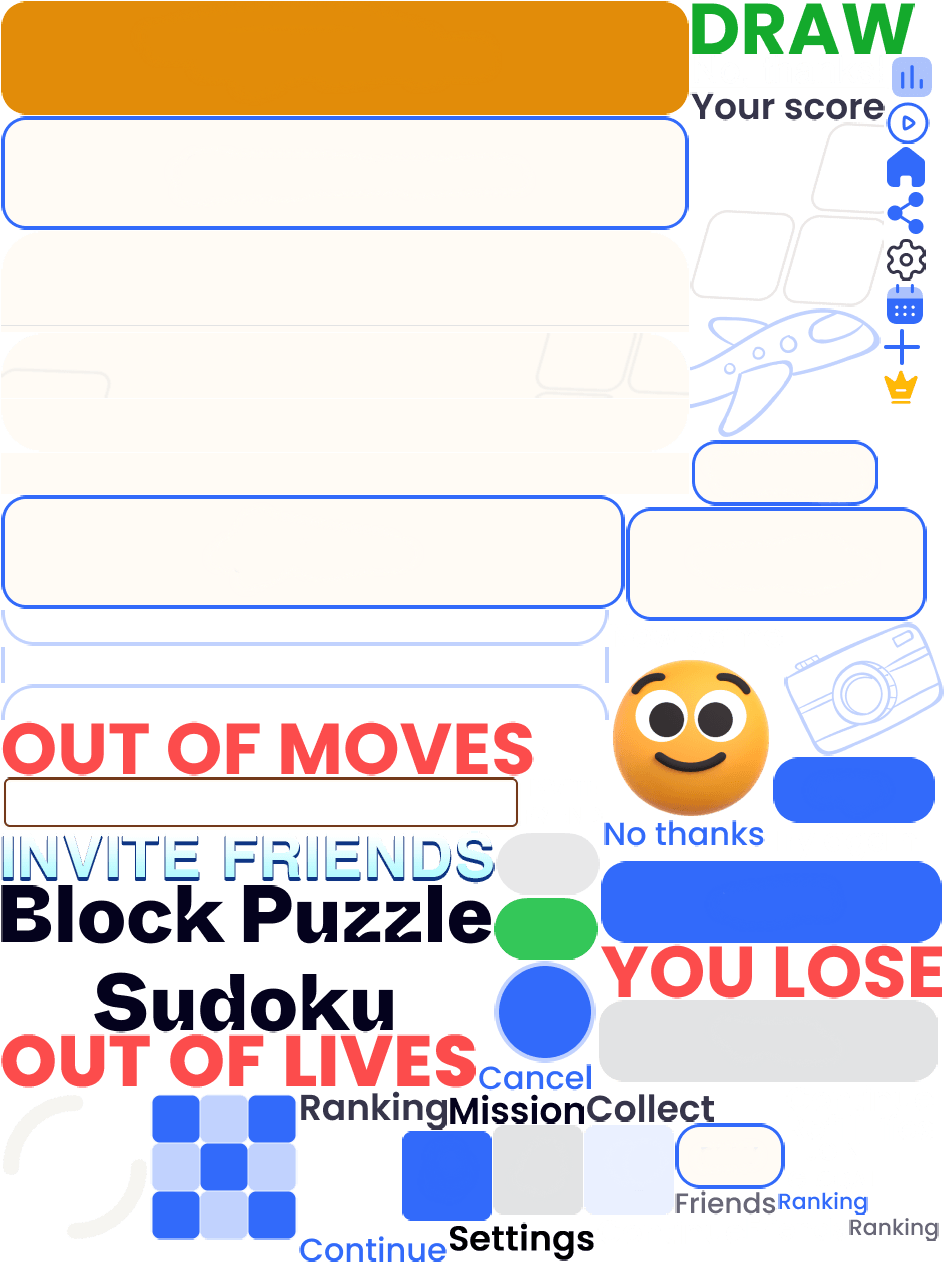 DRAW
Your score
OUT OF MOVES
No thanks
INVITE FRIENDS
Block Puzzle
Sudoku
YOU LOSE
OUT OF LIVES
Cancel
Ranking
Mission
Collect
Friends
Ranking
Ranking
Settings
Continue